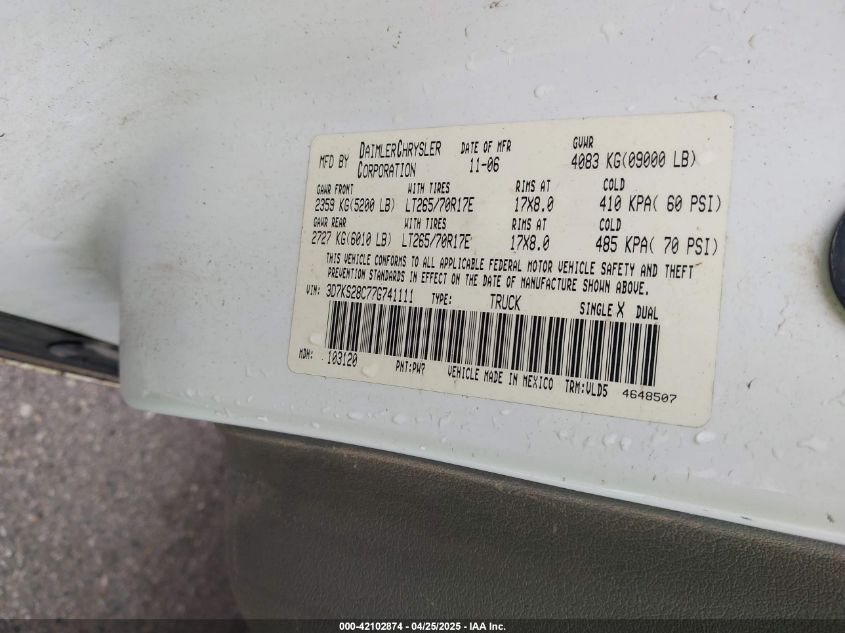 MFD BY DAIMLERCHRYSLER CORPORATION DATE OF MFR 11-06 GVWR 4083 KG(09000 LB)
GAWR FRONT WITH TIRES RIMS AT COLD
2359 KG(5200 LB) LT265/70R17E 17X8.0 410 KPA( 60 PSI)
GAWR REAR WITH TIRES RIMS AT COLD
2727 KG(6010 LB) LT265/70R17E 17X8.0 485 KPA( 70 PSI)
THIS VEHICLE CONFORMS TO ALL APPLICABLE FEDERAL MOTOR VEHICLE SAFETY AND THEFT
PREVENTION STANDARDS IN EFFECT ON THE DATE OF MANUFACTURE SHOWN ABOVE.
VIN: 3D7KS28C77G741111 TYPE: TRUCK SINGLE X DUAL
MDH: 103120 PNT:PW7 VEHICLE MADE IN MEXICO TRM:VLD5 4648507
000-42102874 - 04/25/2025 - IAA Inc.